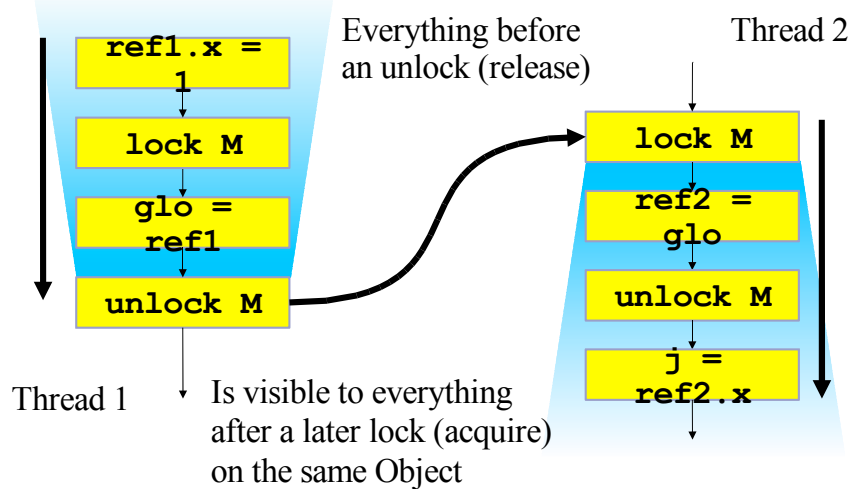 ref1.x =
1
lock M
glo =
ref1
unlock M
Thread 1
Everything before
an unlock (release)
Is visible to everything
after a later lock (acquire)
on the same Object
Thread 2
lock M
ref2 =
glo
unlock M
j =
ref2.x